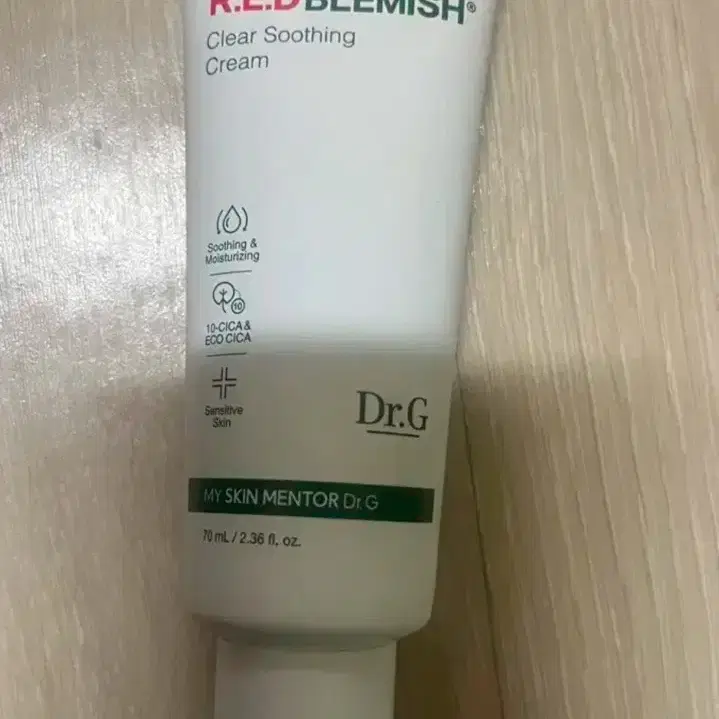 R.E.D BLEMISH®
Clear Soothing
Cream
Soothing &
Moisturizing
10
10-CICA &
ECO CICA
Sensitive
Skin
Dr.G
MY SKIN MENTOR Dr.G
70 mL / 2.36 fl. oz.